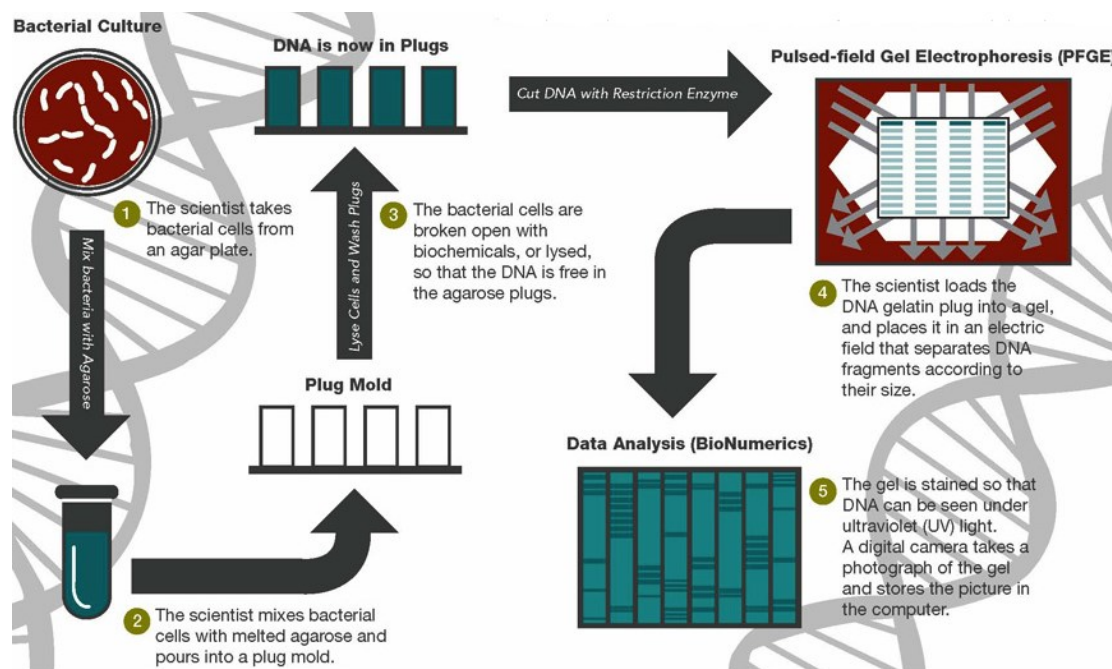 Bacterial Culture
1
The scientist takes
bacterial cells from
an agar plate.
Mix bacteria with Agarose
2
The scientist mixes bacterial
cells with melted agarose and
pours into a plug mold.
Plug Mold
Lyse Cells and Wash Plugs
3
The bacterial cells are
broken open with
biochemicals, or lysed,
so that the DNA is free in
the agarose plugs.
DNA is now in Plugs
Cut DNA with Restriction Enzyme
Pulsed-field Gel Electrophoresis (PFGE)
4
The scientist loads the
DNA gelatin plug into a gel,
and places it in an electric
field that separates DNA
fragments according to
their size.
Data Analysis (BioNumerics)
5
The gel is stained so that
DNA can be seen under
ultraviolet (UV) light.
A digital camera takes a
photograph of the gel
and stores the picture in
the computer.